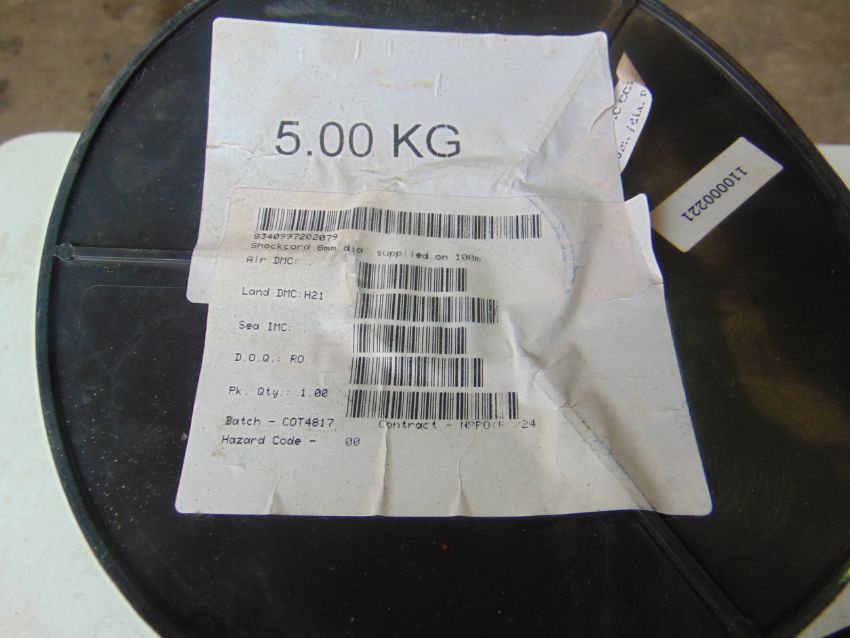 5.00 KG
110000221
8340997202079
Shockcord 8mm dia supplied on 100m
Air DMC:
Land DMC:H21
Sea IMC:
D.O.Q.: RO
Pk. Qty.: 1.00
Batch - COT4817 Contract - /24
Hazard Code - 00